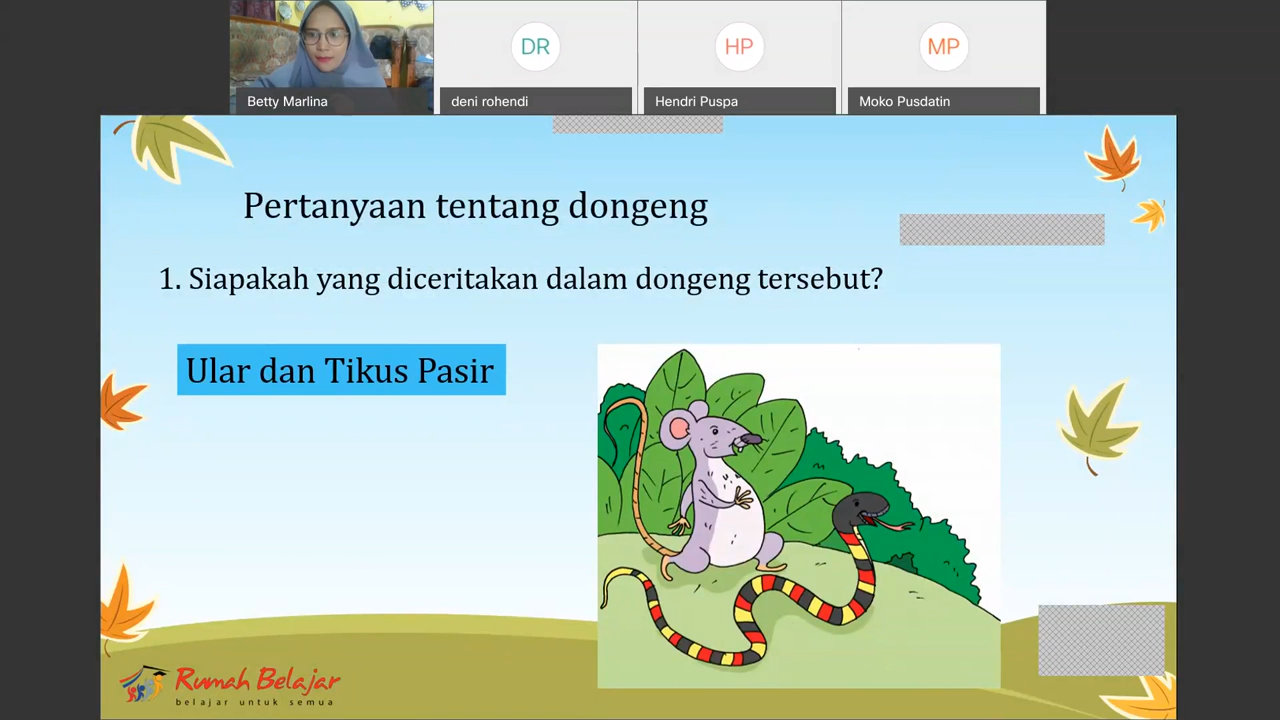 DR
HP
MP
Betty Marlina
deni rohendi
Hendri Puspa
Moko Pusdatin
Pertanyaan tentang dongeng
1. Siapakah yang diceritakan dalam dongeng tersebut?
Ular dan Tikus Pasir
Rumah Belajar
belajar untuk semua